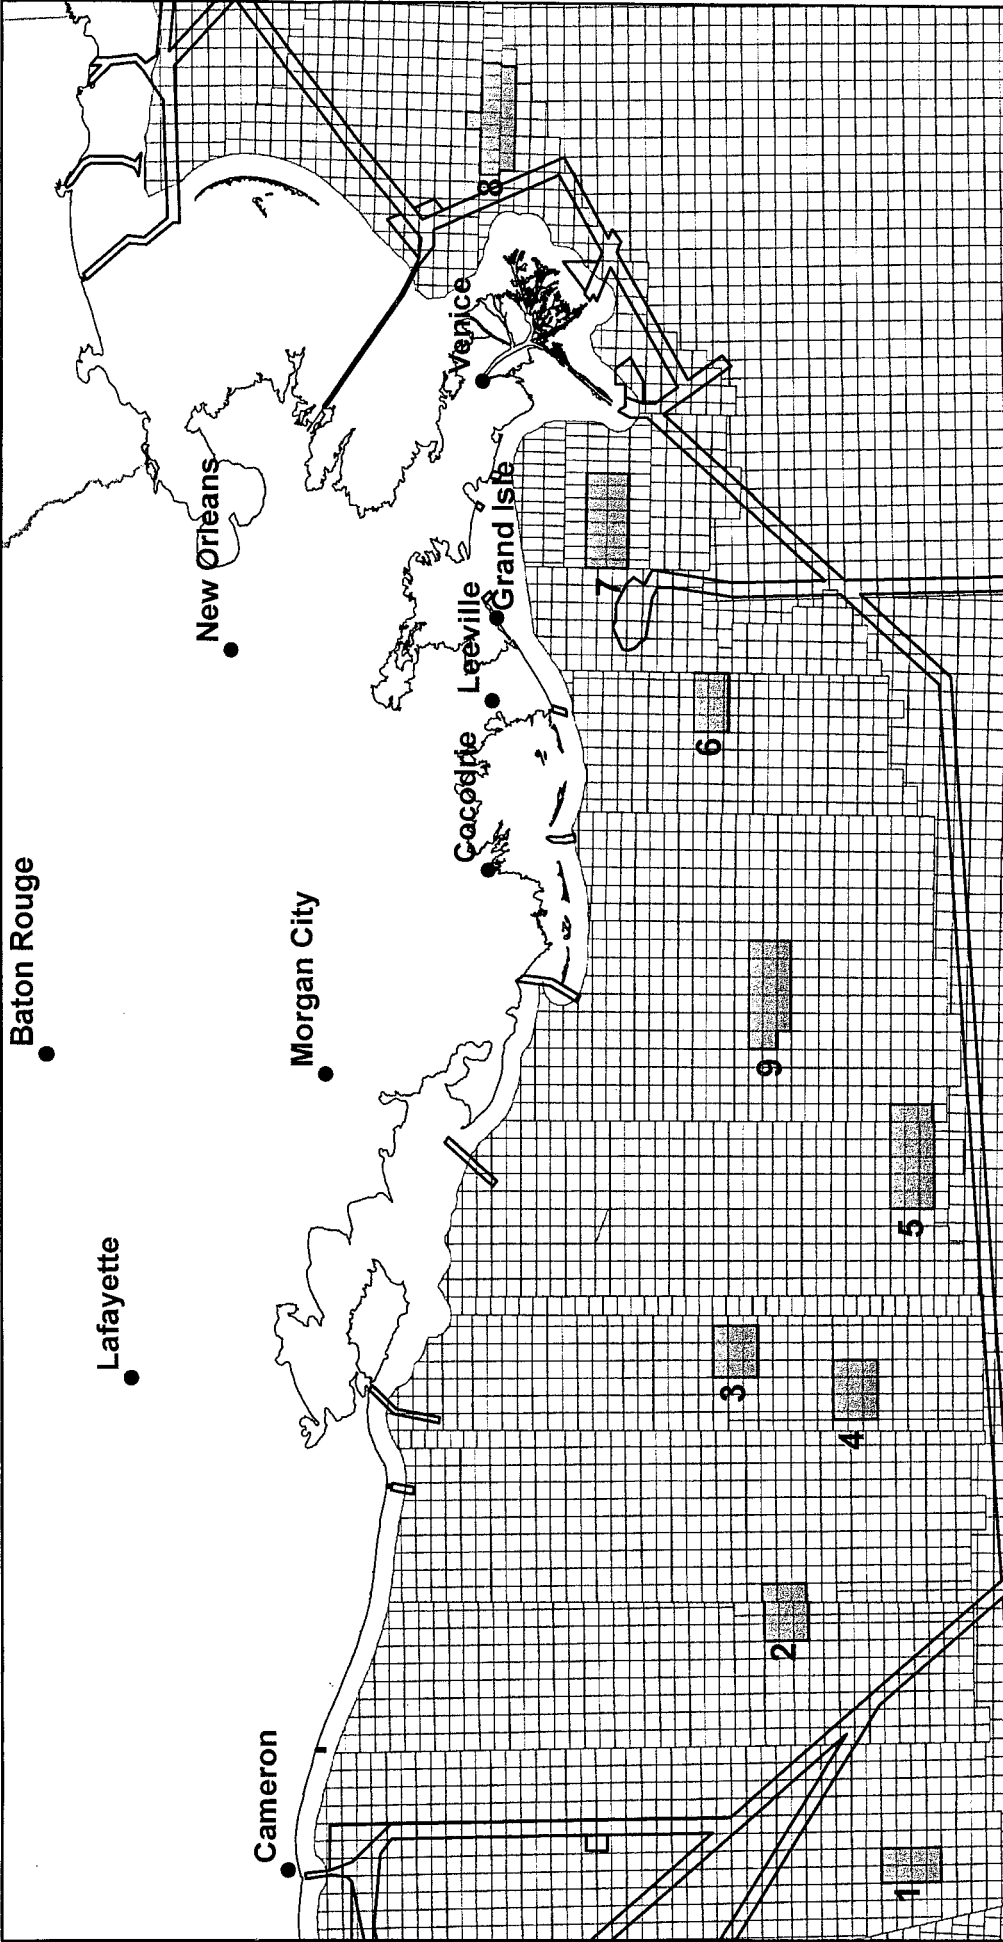 Baton Rouge
Lafayette
New Orleans
Morgan City
Cameron
Venice
Grand Isle
Leeville
Cocodrie
8
7
6
3
9
2
4
5
1